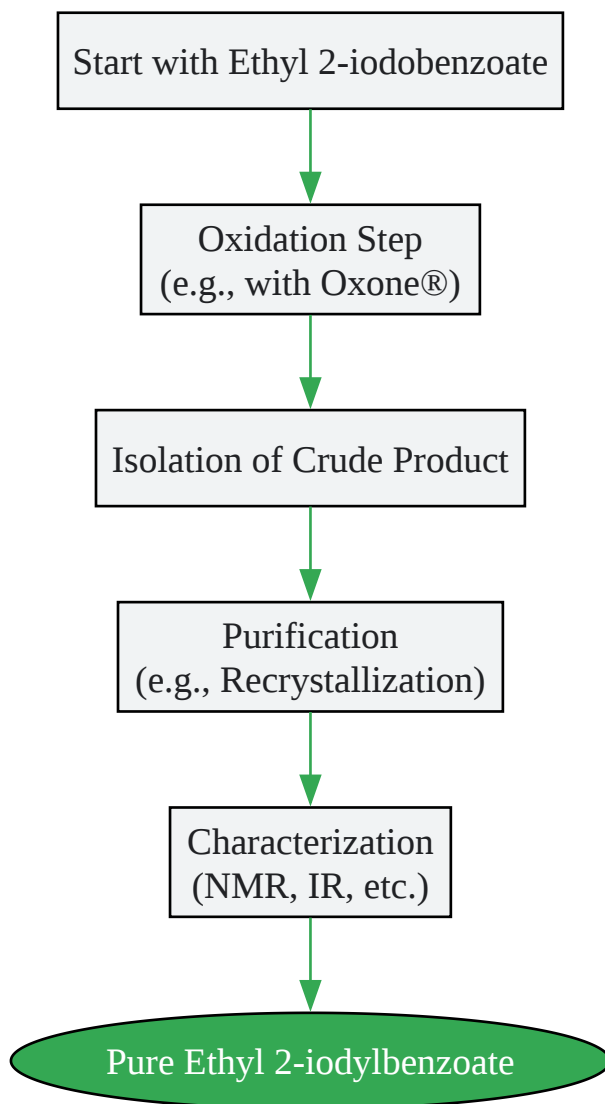 Start with Ethyl 2-iodobenzoate
Oxidation Step
(e.g., with Oxone®)
Isolation of Crude Product
Purification
(e.g., Recrystallization)
Characterization
(NMR, IR, etc.)
Pure Ethyl 2-iodylbenzoate